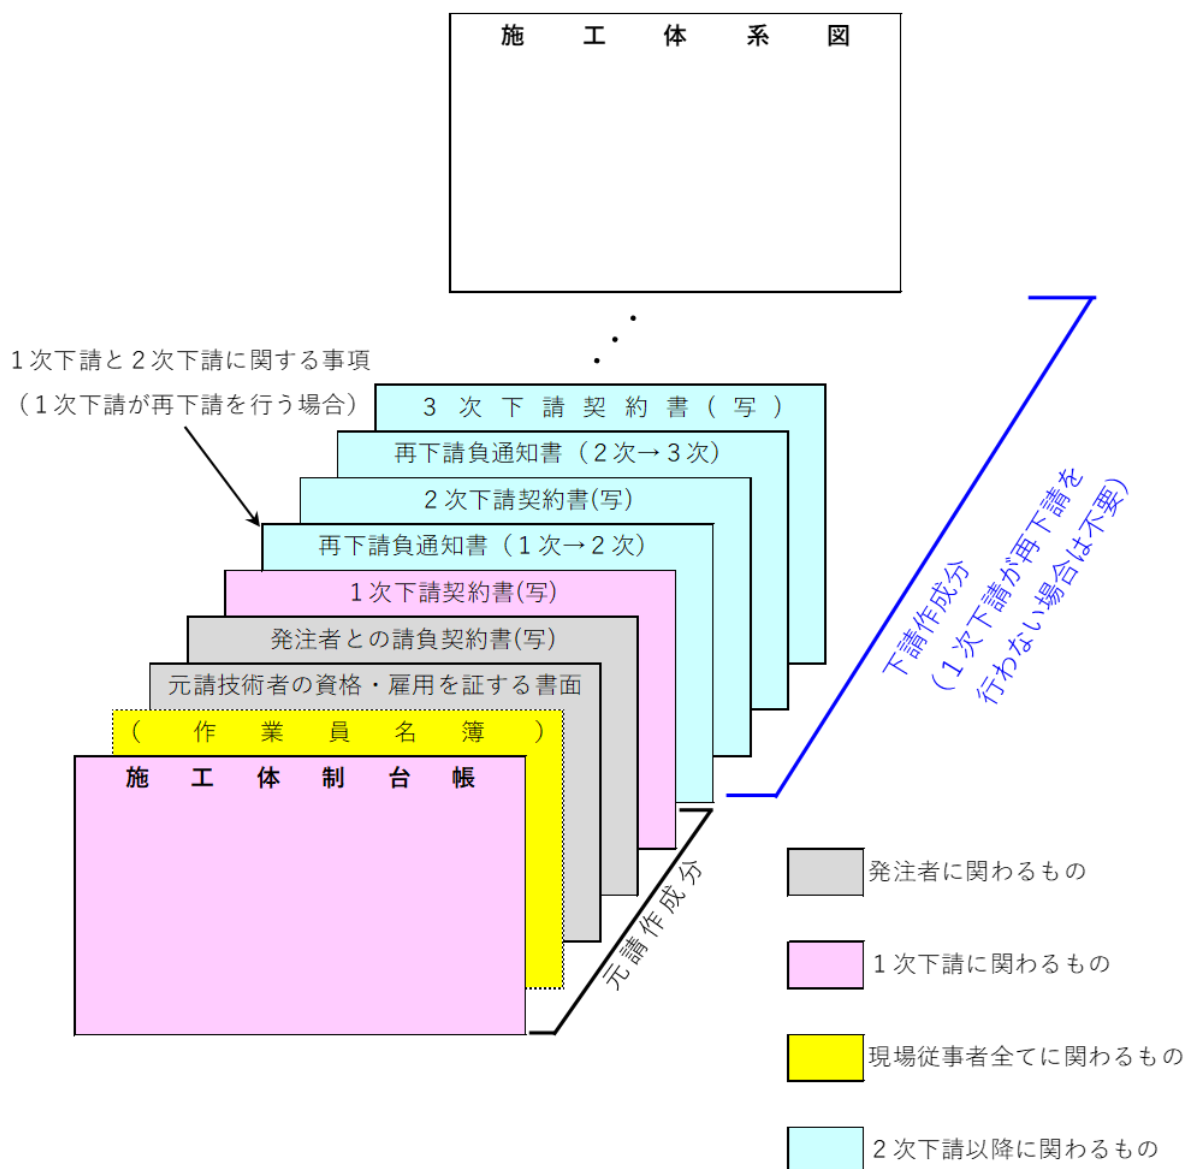 施工体系図
１次下請と２次下請に関する事項
（１次下請が再下請を行う場合）
３次下請契約書(写)
再下請負通知書（２次→３次）
２次下請契約書(写)
再下請負通知書（１次→２次）
１次下請契約書(写)
発注者との請負契約書(写)
元請技術者の資格・雇用を証する書面
(作業員名簿)
施工体制台帳
下請作成分
（１次下請が再下請を
行わない場合は不要）
元請作成分
発注者に関わるもの
１次下請に関わるもの
現場従事者全てに関わるもの
２次下請以降に関わるもの